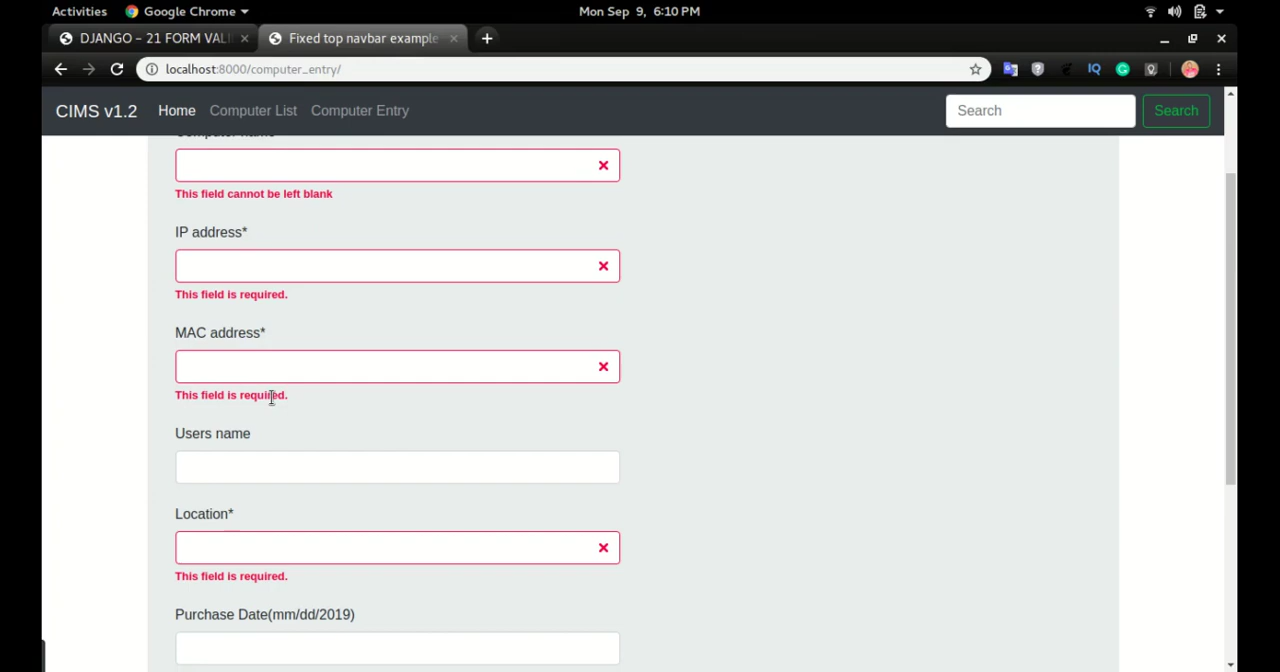 Activities Google Chrome Mon Sep 9, 6:10 PM
DJANGO – 21 FORM VALI Fixed top navbar example
localhost:8000/computer_entry/
CIMS v1.2 Home Computer List Computer Entry Search Search
Computer name
This field cannot be left blank
IP address*
This field is required.
MAC address*
This field is required.
Users name
Location*
This field is required.
Purchase Date(mm/dd/2019)